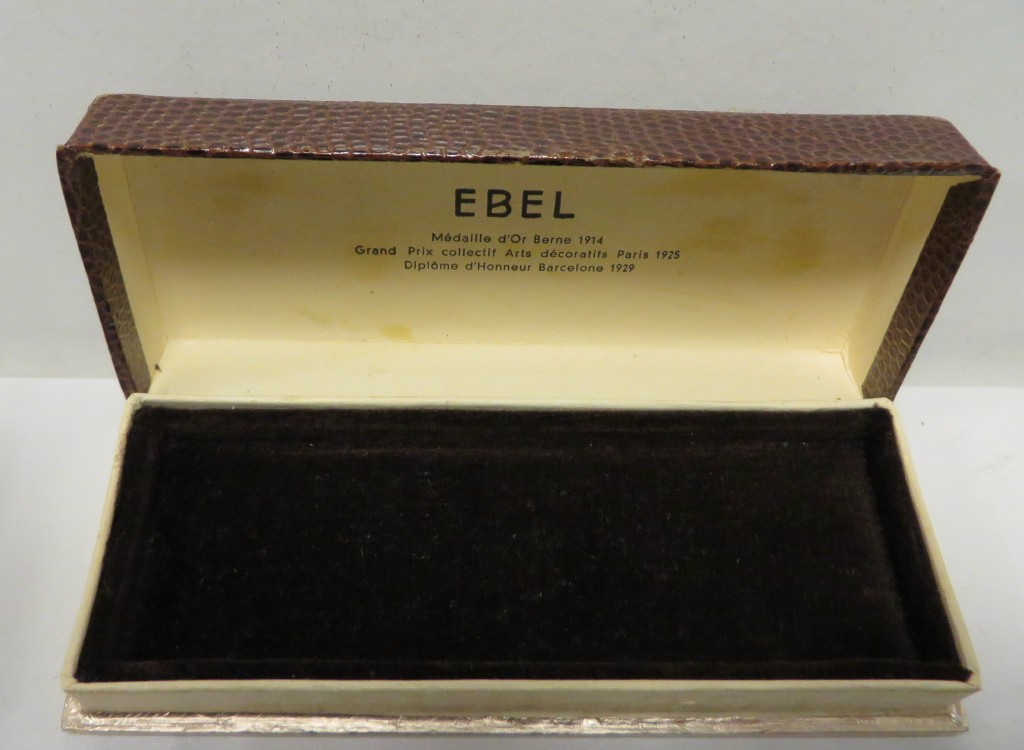 EBEL
Médaille d'Or Berne 1914
Grand Prix collectif Arts décoratifs Paris 1925
Diplôme d'Honneur Barcelone 1929